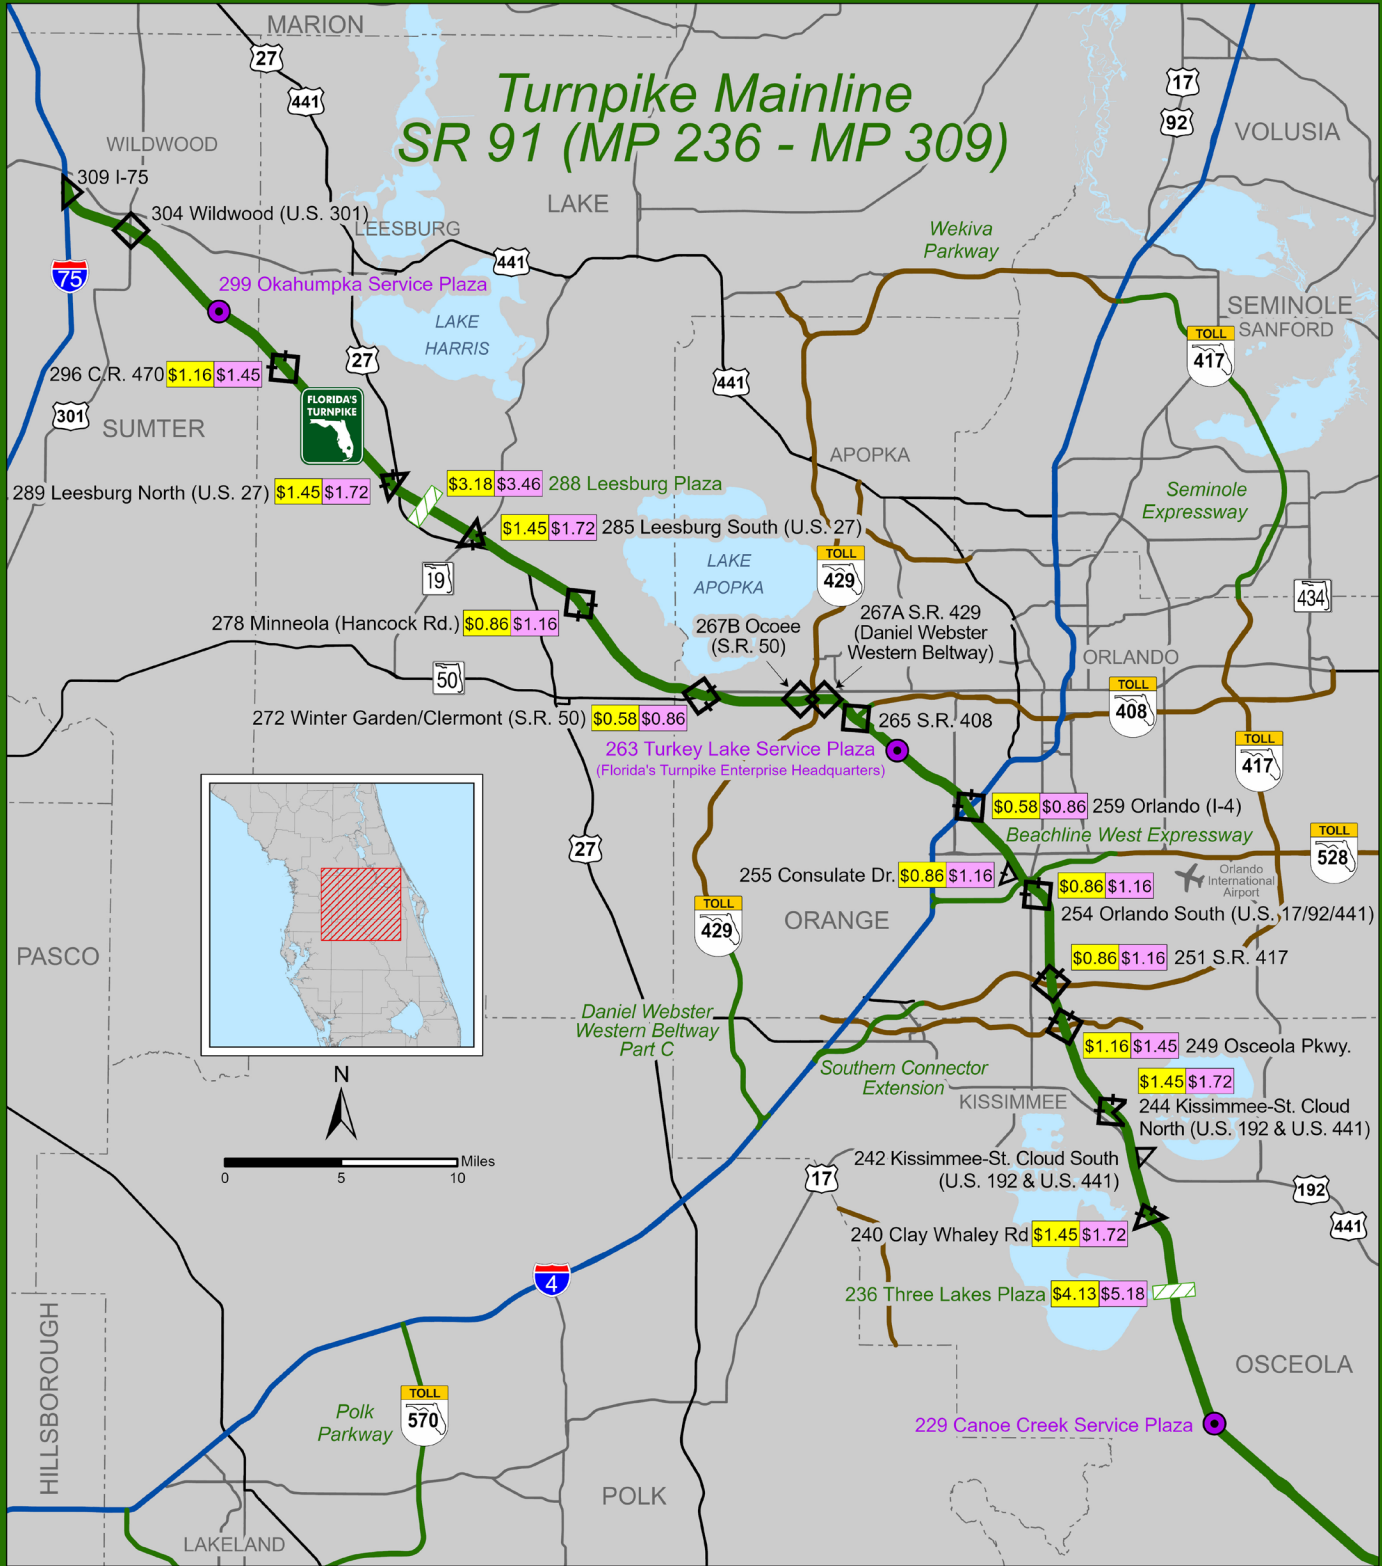 MARION
27
441
Turnpike Mainline
SR 91 (MP 236 - MP 309)
17
92
VOLUSIA
WILDWOOD
309 I-75
304 Wildwood (U.S. 301)
LAKE
LEESBURG
441
Wekiva
Parkway
75
299 Okahumpka Service Plaza
LAKE
HARRIS
SEMINOLE
SANFORD
TOLL
417
27
296 C.R. 470 $1.16 $1.45
441
301
SUMTER
FLORIDA'S
TURNPIKE
APOPKA
289 Leesburg North (U.S. 27) $1.45 $1.72
$3.18 $3.46 288 Leesburg Plaza
Seminole
Expressway
$1.45 $1.72 285 Leesburg South (U.S. 27)
LAKE
APOPKA
TOLL
429
19
434
278 Minneola (Hancock Rd.) $0.86 $1.16
267B Ocoee
(S.R. 50)
267A S.R. 429
(Daniel Webster
Western Beltway)
ORLANDO
50
TOLL
408
272 Winter Garden/Clermont (S.R. 50) $0.58 $0.86
265 S.R. 408
263 Turkey Lake Service Plaza
(Florida's Turnpike Enterprise Headquarters)
TOLL
417
$0.58 $0.86 259 Orlando (I-4)
Beachline West Expressway
TOLL
528
27
255 Consulate Dr. $0.86 $1.16
Orlando
International
Airport
$0.86 $1.16
254 Orlando South (U.S. 17/92/441)
TOLL
429
ORANGE
PASCO
$0.86 $1.16 251 S.R. 417
Daniel Webster
Western Beltway
Part C
$1.16 $1.45 249 Osceola Pkwy.
Southern Connector
Extension
$1.45 $1.72
244 Kissimmee-St. Cloud
North (U.S. 192 & U.S. 441)
KISSIMMEE
N
Miles
0 5 10
242 Kissimmee-St. Cloud South
(U.S. 192 & U.S. 441)
17
192
441
240 Clay Whaley Rd $1.45 $1.72
4
236 Three Lakes Plaza $4.13 $5.18
HILLSBOROUGH
OSCEOLA
TOLL
570
Polk
Parkway
229 Canoe Creek Service Plaza
POLK
LAKELAND